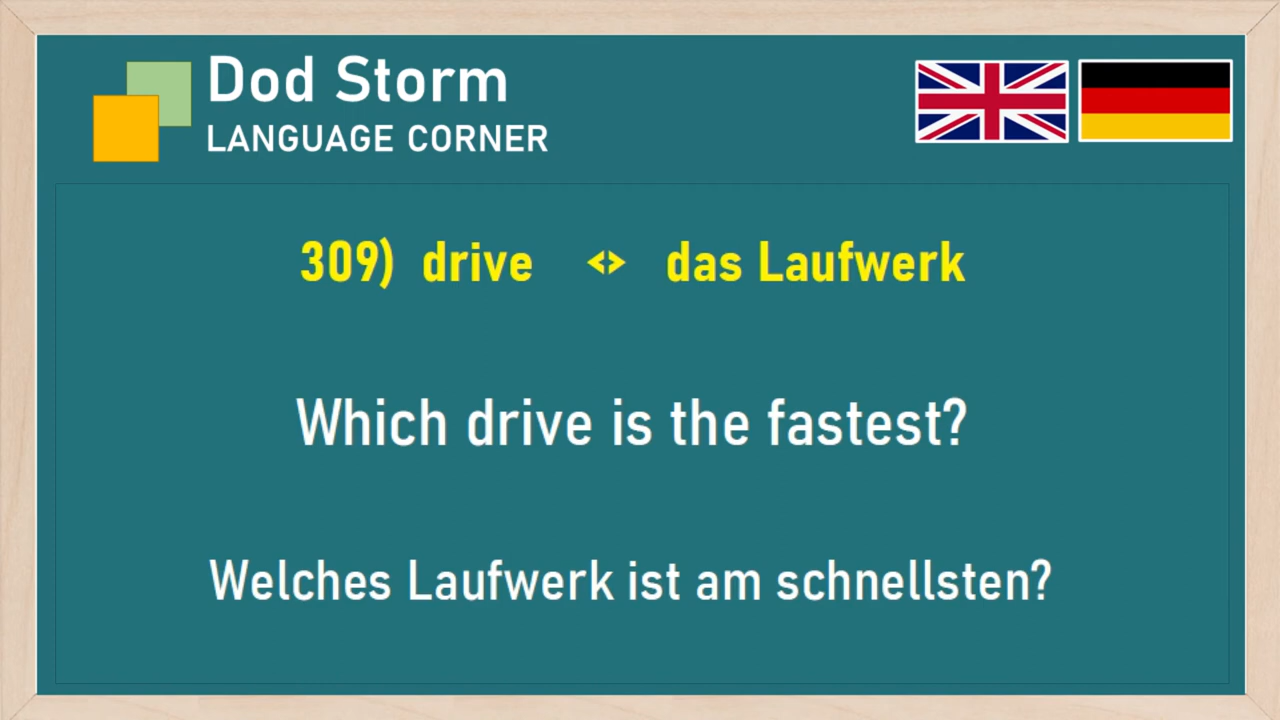 Dod Storm
LANGUAGE CORNER
309) drive <> das Laufwerk
Which drive is the fastest?
Welches Laufwerk ist am schnellsten?